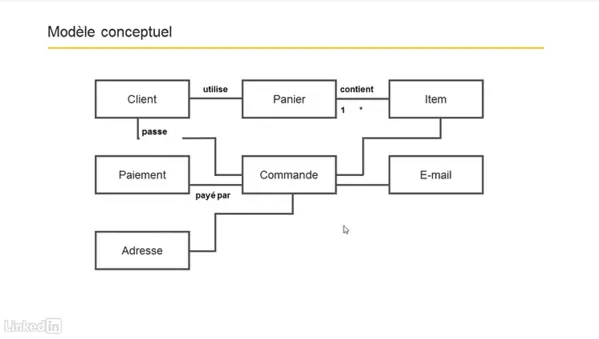 Modèle conceptuel
Client
utilise
Panier
contient
1 *
Item
passe
Paiement
payé par
Commande
E-mail
Adresse
LinkedIn